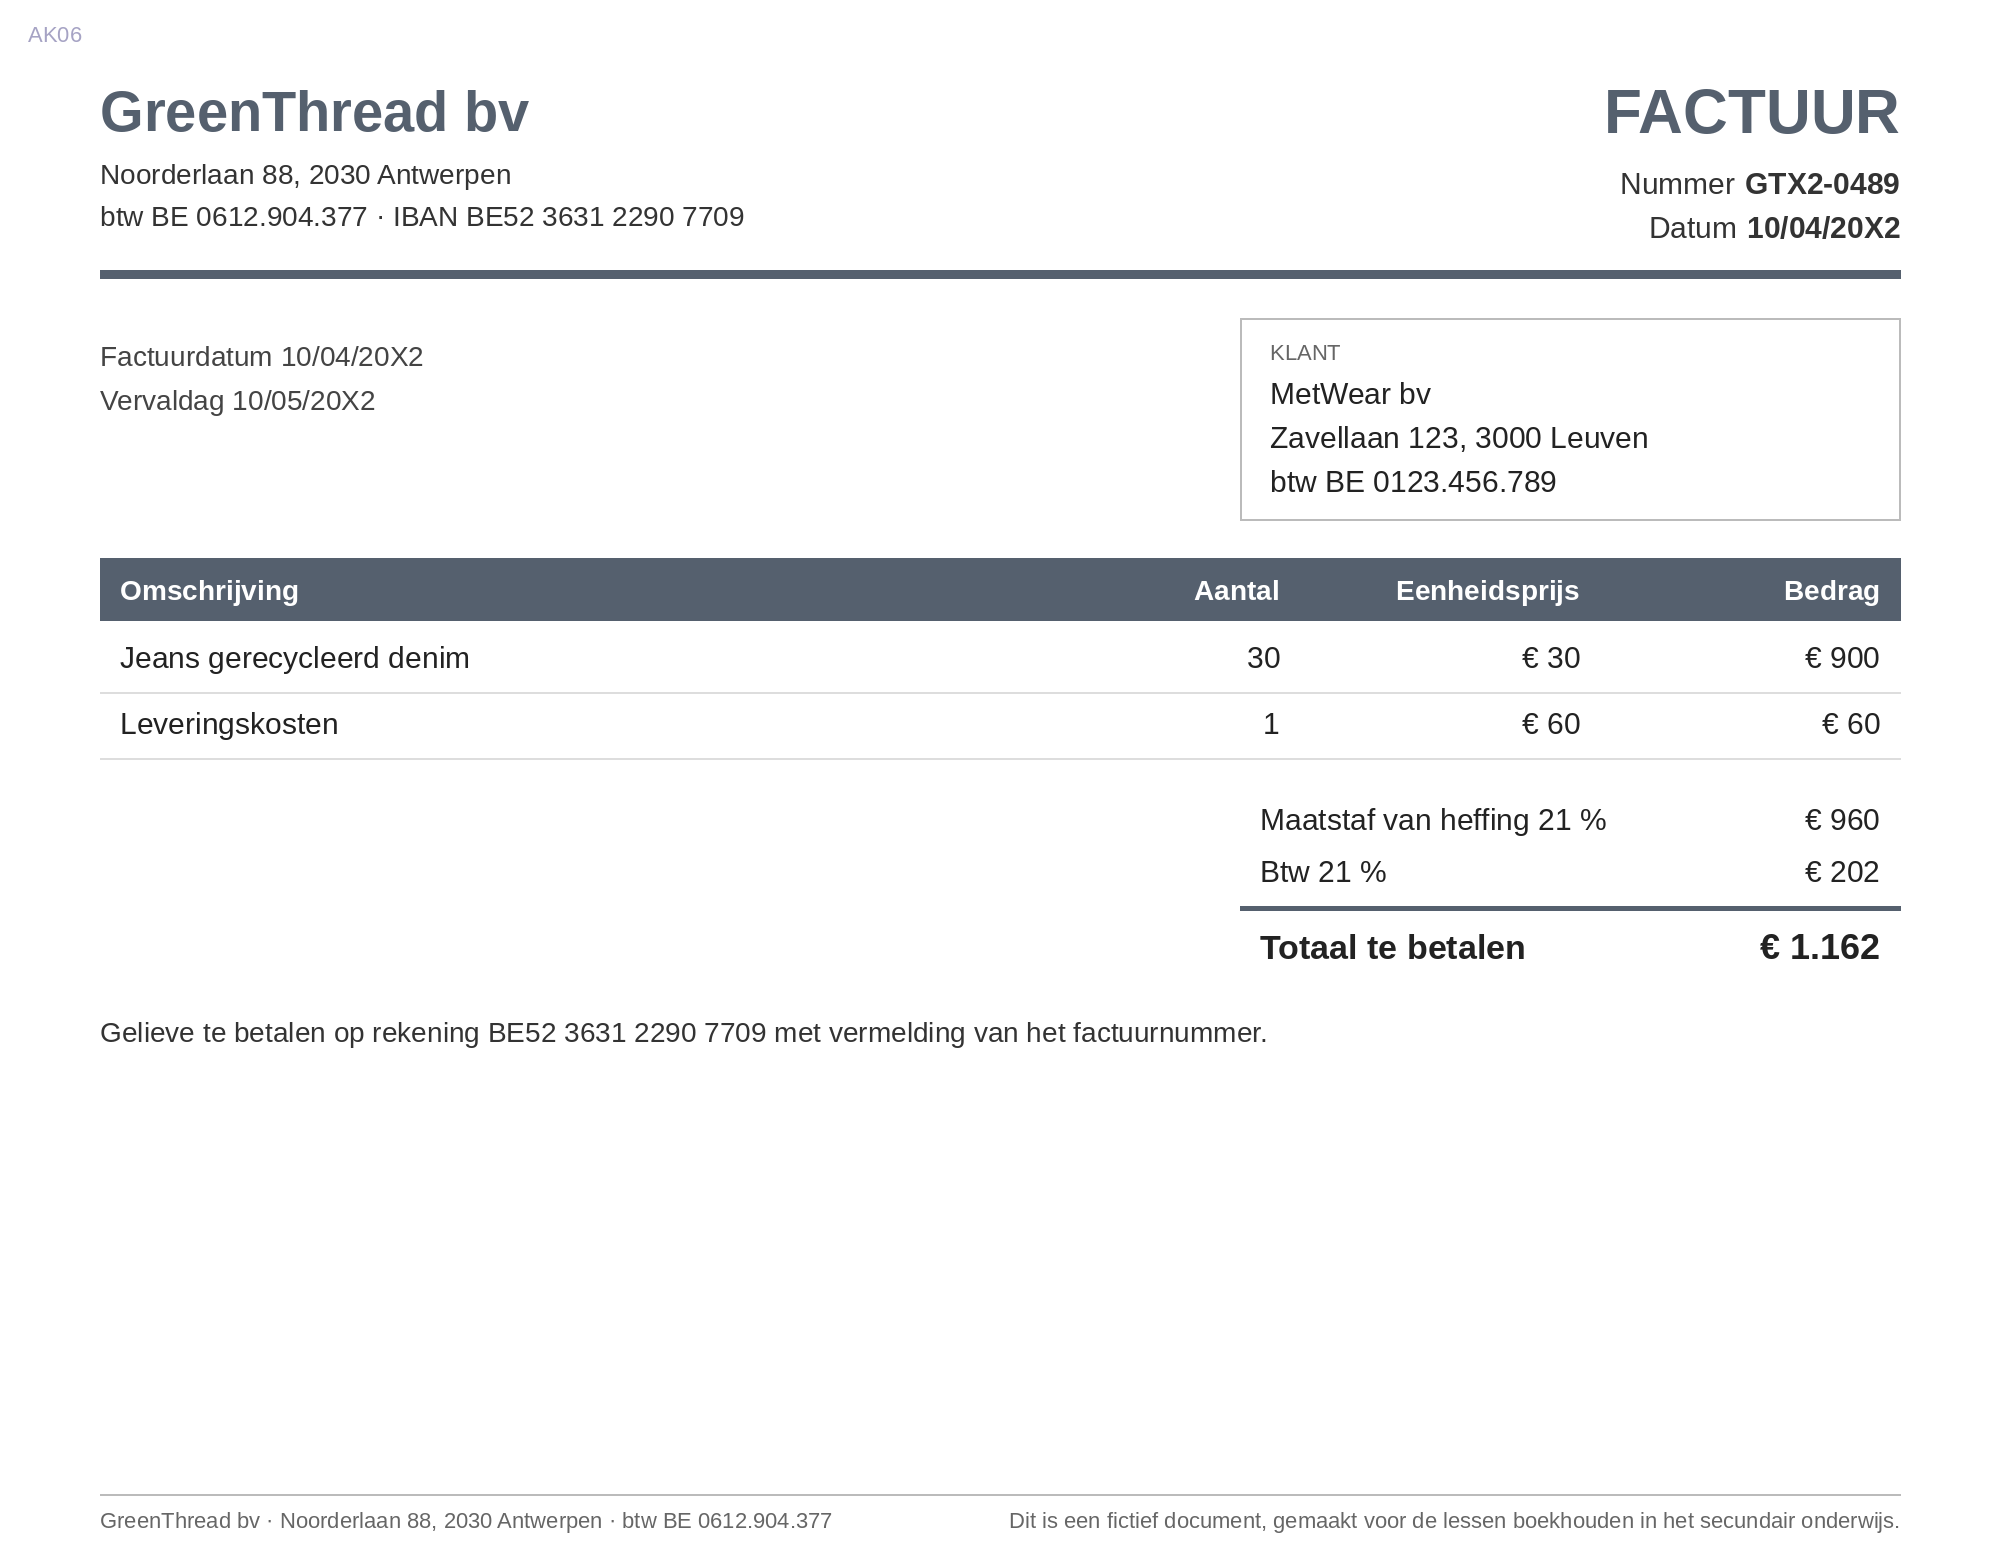 AK06
GreenThread bv
Noorderlaan 88, 2030 Antwerpen
btw BE 0612.904.377 · IBAN BE52 3631 2290 7709
FACTUUR
Nummer GTX2-0489
Datum 10/04/20X2
Factuurdatum 10/04/20X2
Vervaldag 10/05/20X2
KLANT
MetWear bv
Zavellaan 123, 3000 Leuven
btw BE 0123.456.789
Omschrijving Aantal Eenheidsprijs Bedrag
Jeans gerecycleerd denim 30 € 30 € 900
Leveringskosten 1 € 60 € 60
Maatstaf van heffing 21 % € 960
Btw 21 % € 202
Totaal te betalen € 1.162
Gelieve te betalen op rekening BE52 3631 2290 7709 met vermelding van het factuurnummer.
GreenThread bv · Noorderlaan 88, 2030 Antwerpen · btw BE 0612.904.377
Dit is een fictief document, gemaakt voor de lessen boekhouden in het secundair onderwijs.